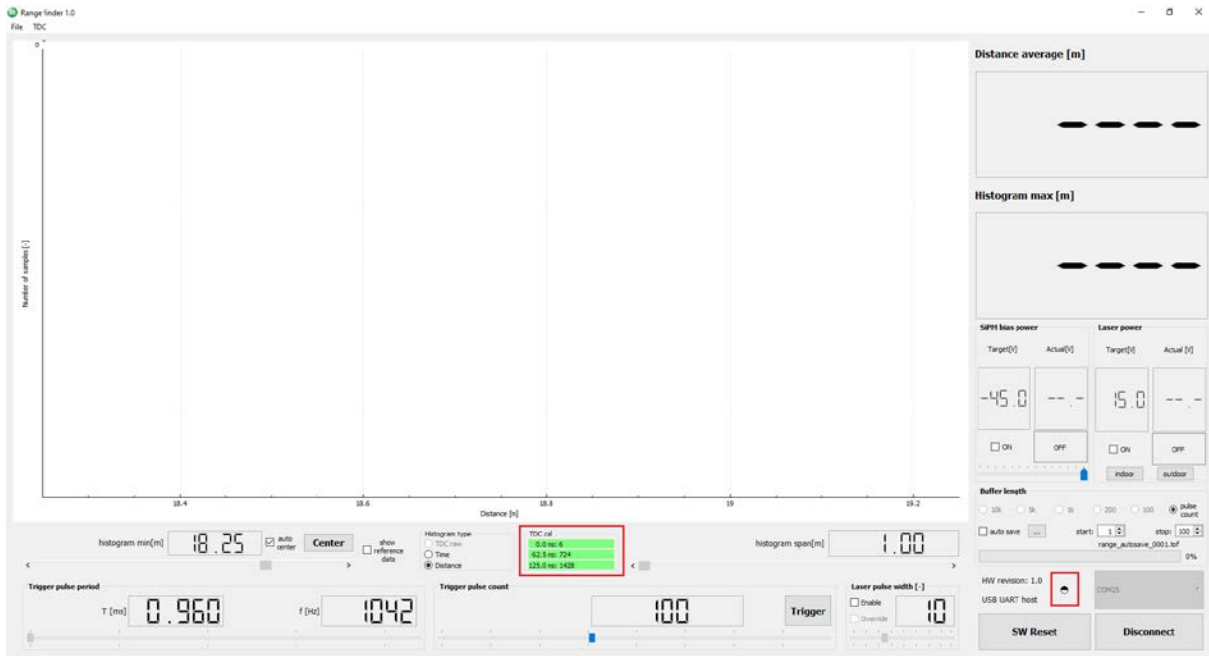 Range finder 1.0
File TDC
Distance average [m]
0
Histogram max [m]
Number of samples [-]
SiPM bias power
Laser power
Target[V] Actual[V] Target[V] Actual [V]
-45.0 --.- 15.0 --.-
ON OFF ON OFF
indoor outdoor
18.4 18.6 18.8 19 19.2
Distance [m]
Buffer length
10k 5k 1k 200 100 pulse count
auto save ... start: 1 stop: 100
range_autosave_0001.tof
0%
histogram min[m] 18.25 auto center Center show reference data
Histogram type
TDC raw
Time
Distance
TDC cal
0.0 ns: 6
62.5 ns: 724
125.0 ns: 1428
histogram span[m] 1.00
Trigger pulse period
T [ms] 0.960 f [Hz] 1042
Trigger pulse count
100 Trigger
Laser pulse width [-]
Enable
Override
10
HW revision: 1.0
USB UART host
COM25
SW Reset Disconnect